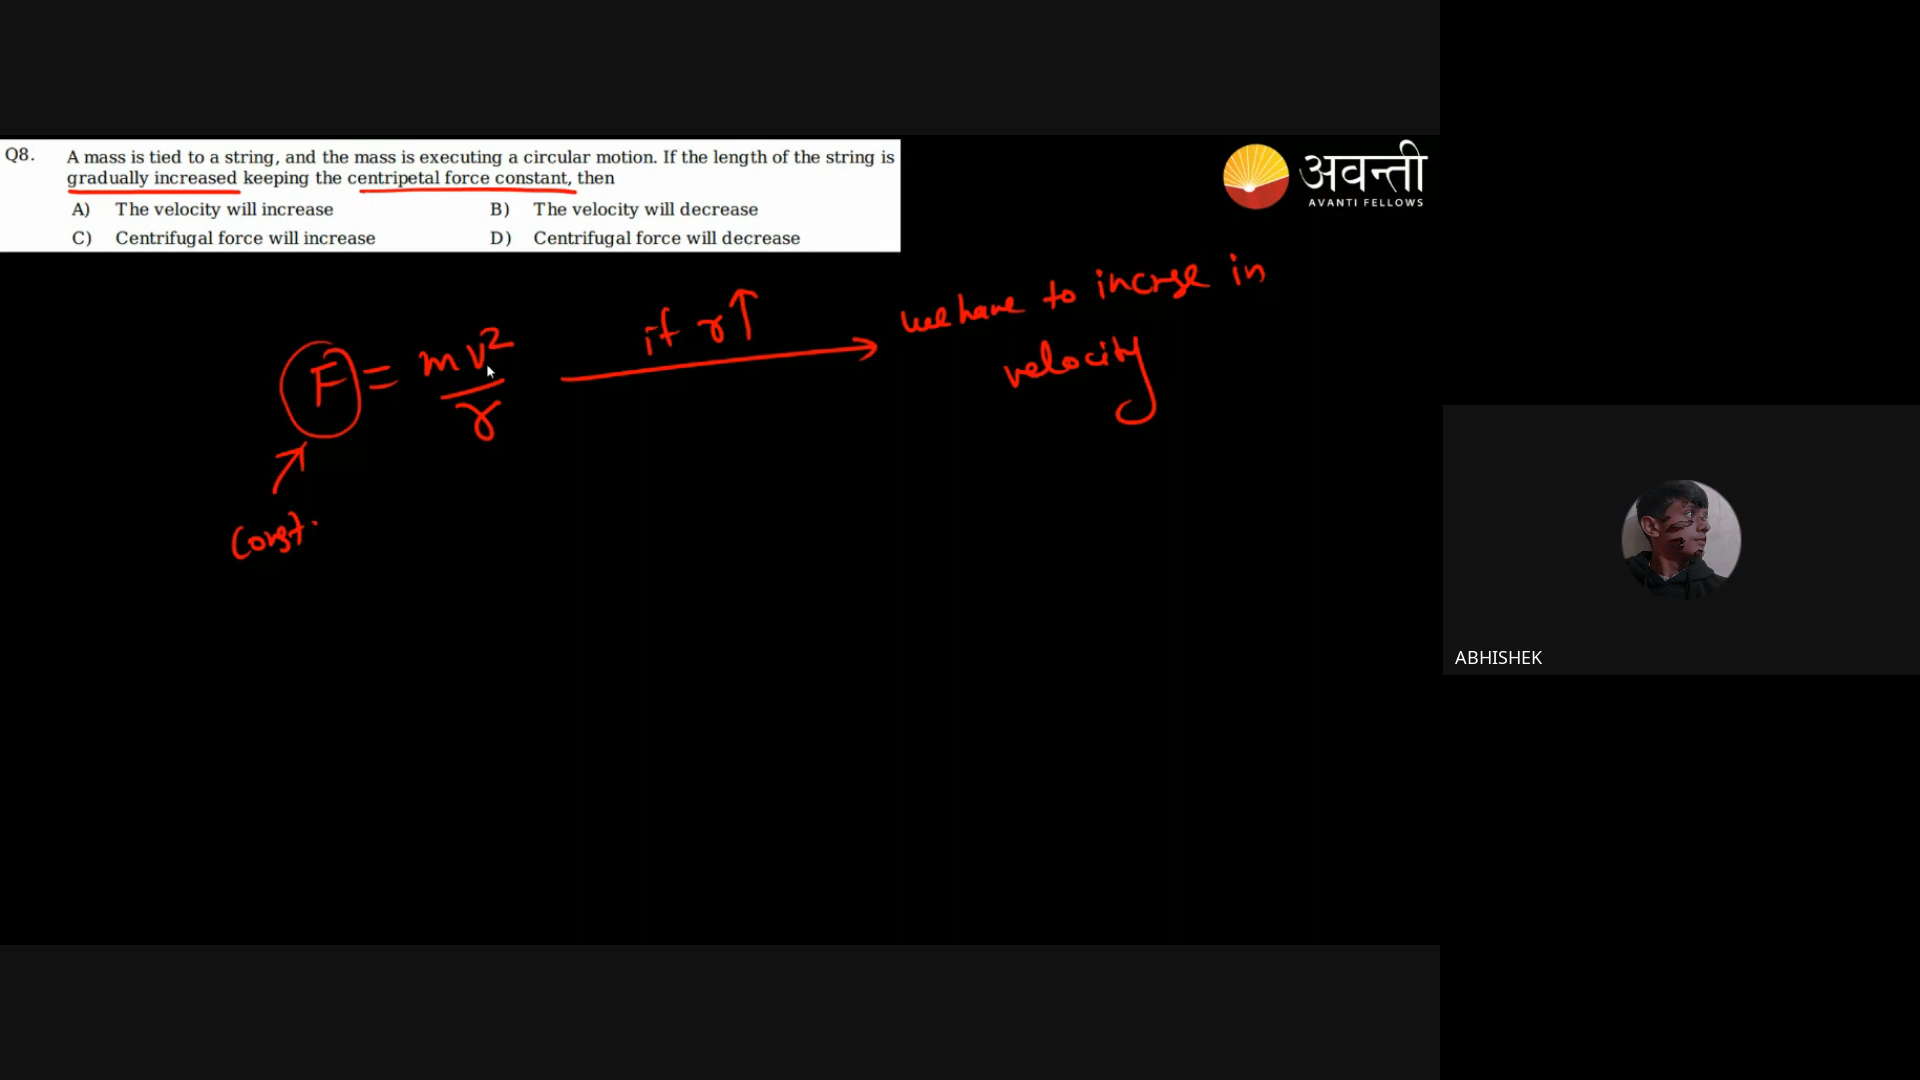 Q8. A mass is tied to a string, and the mass is executing a circular motion. If the length of the string is
gradually increased keeping the centripetal force constant, then
A) The velocity will increase B) The velocity will decrease
C) Centrifugal force will increase D) Centrifugal force will decrease
अवन्ती
AVANTI FELLOWS
F = mv²/r
if r↑
we have to increse in
velocity
Const.
ABHISHEK